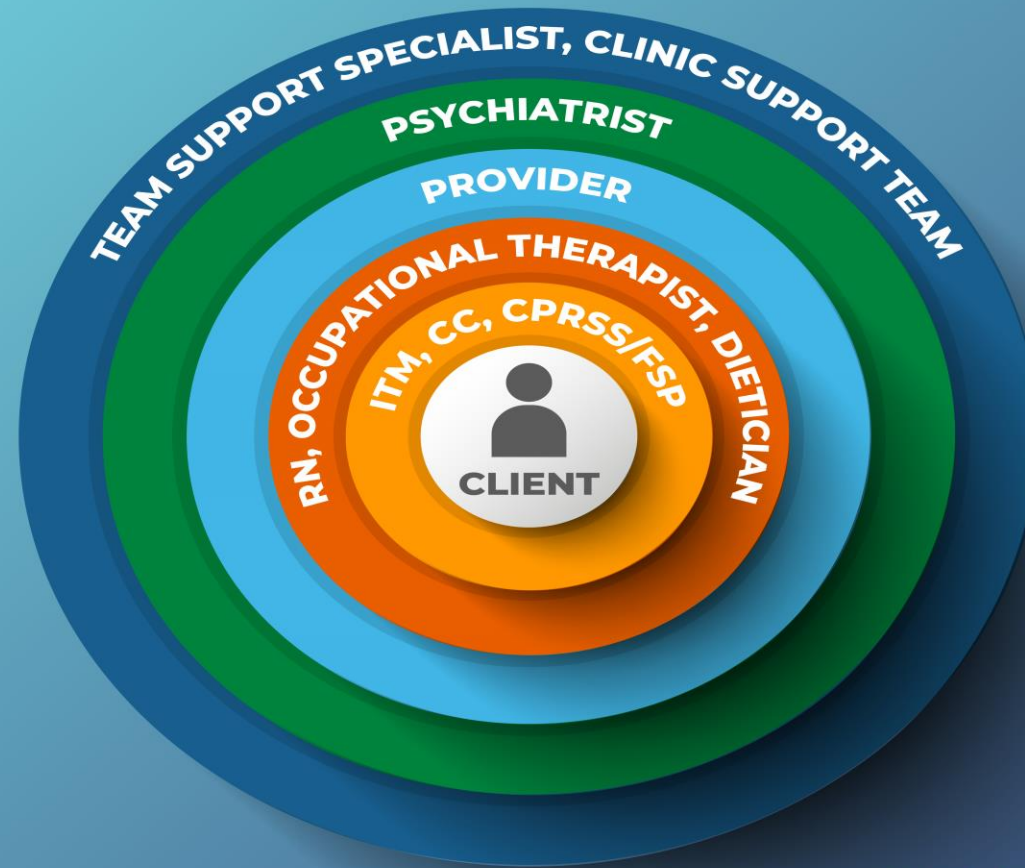 TEAM SUPPORT SPECIALIST, CLINIC SUPPORT TEAM
PSYCHIATRIST
PROVIDER
RN, OCCUPATIONAL THERAPIST, DIETICIAN
ITM, CC, CPRSS/FSP
CLIENT